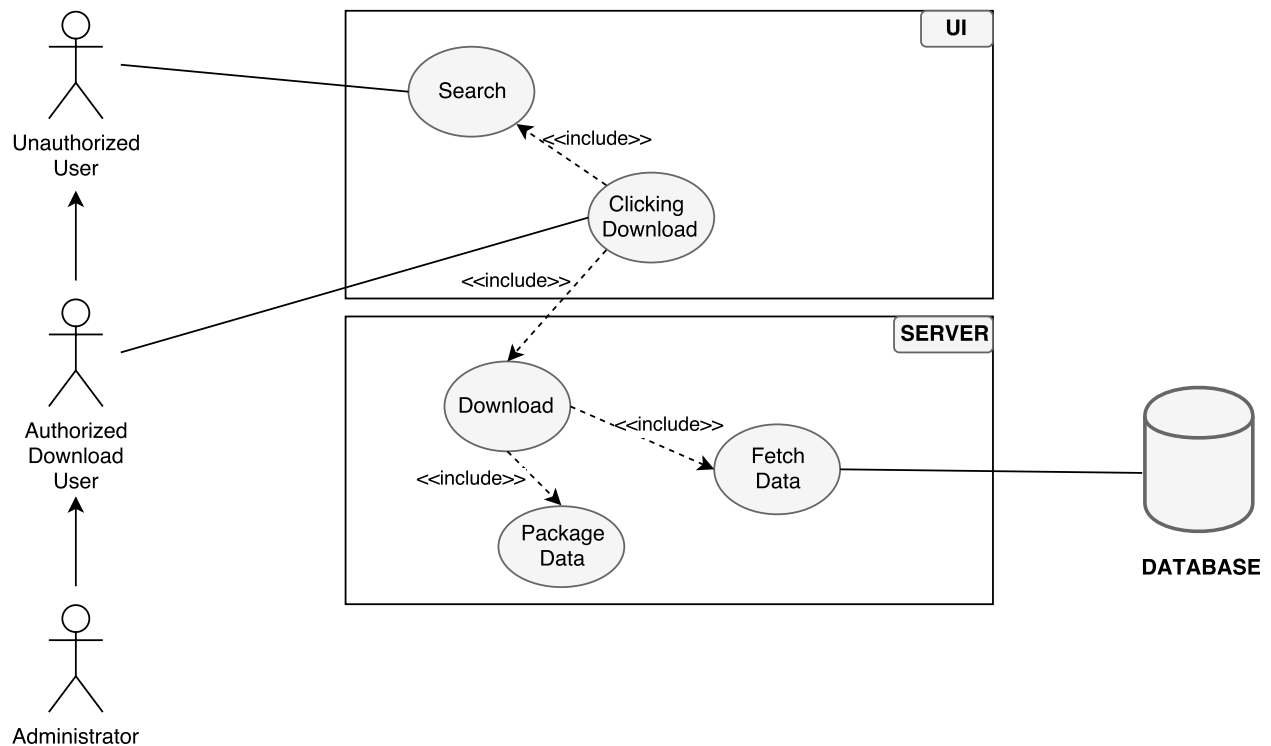 UI
Search
<<include>>
Unauthorized
User
Clicking
Download
<<include>>
SERVER
Download
<<include>>
Authorized
Download
User
Fetch
Data
<<include>>
Package
Data
DATABASE
Administrator